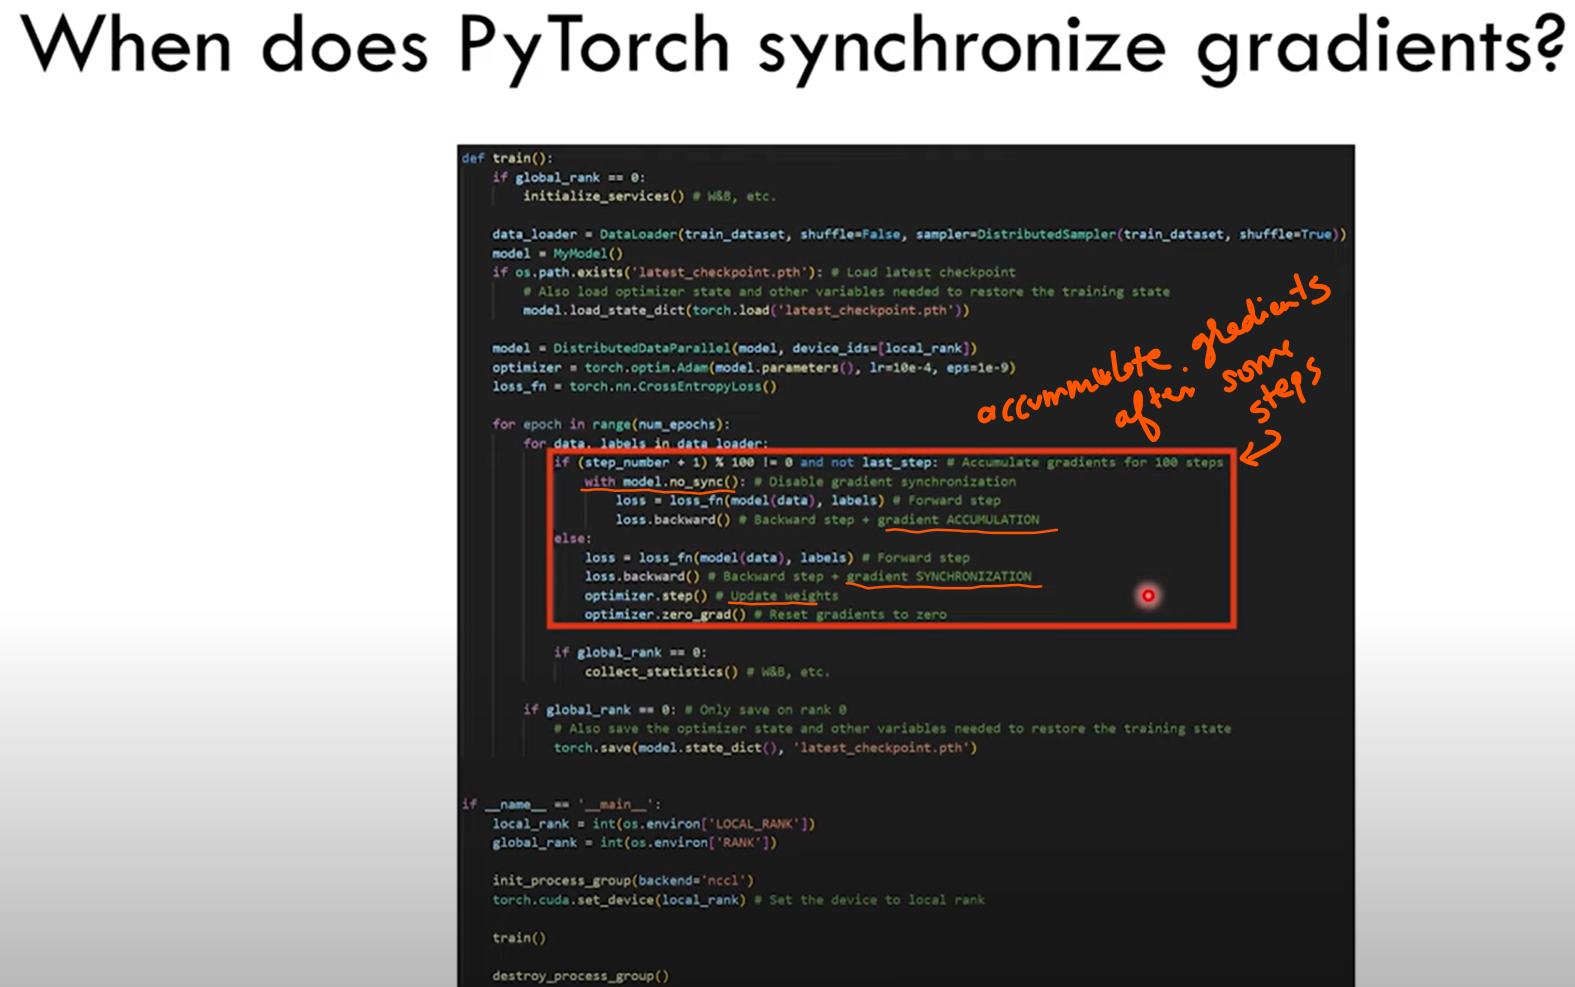 When does PyTorch synchronize gradients?
def train():
if global_rank == 0:
initialize_services() # W&B, etc.
data_loader = DataLoader(train_dataset, shuffle=False, sampler=DistributedSampler(train_dataset, shuffle=True))
model = MyModel()
if os.path.exists('latest_checkpoint.pth'): # Load latest checkpoint
# Also load optimizer state and other variables needed to restore the training state
model.load_state_dict(torch.load('latest_checkpoint.pth'))
model = DistributedDataParallel(model, device_ids=[local_rank])
optimizer = torch.optim.Adam(model.parameters(), lr=10e-4, eps=1e-9)
loss_fn = torch.nn.CrossEntropyLoss()
accummulate gredients
after some
steps
for epoch in range(num_epochs):
for data, labels in data_loader:
if (step_number + 1) % 100 != 0 and not last_step: # Accumulate gradients for 100 steps
with model.no_sync(): # Disable gradient synchronization
loss = loss_fn(model(data), labels) # Forward step
loss.backward() # Backward step + gradient ACCUMULATION
else:
loss = loss_fn(model(data), labels) # Forward step
loss.backward() # Backward step + gradient SYNCHRONIZATION
optimizer.step() # Update weights
optimizer.zero_grad() # Reset gradients to zero
if global_rank == 0:
collect_statistics() # W&B, etc.
if global_rank == 0: # Only save on rank 0
# Also save the optimizer state and other variables needed to restore the training state
torch.save(model.state_dict(), 'latest_checkpoint.pth')
if __name__ == '__main__':
local_rank = int(os.environ['LOCAL_RANK'])
global_rank = int(os.environ['RANK'])
init_process_group(backend='nccl')
torch.cuda.set_device(local_rank) # Set the device to local rank
train()
destroy_process_group()